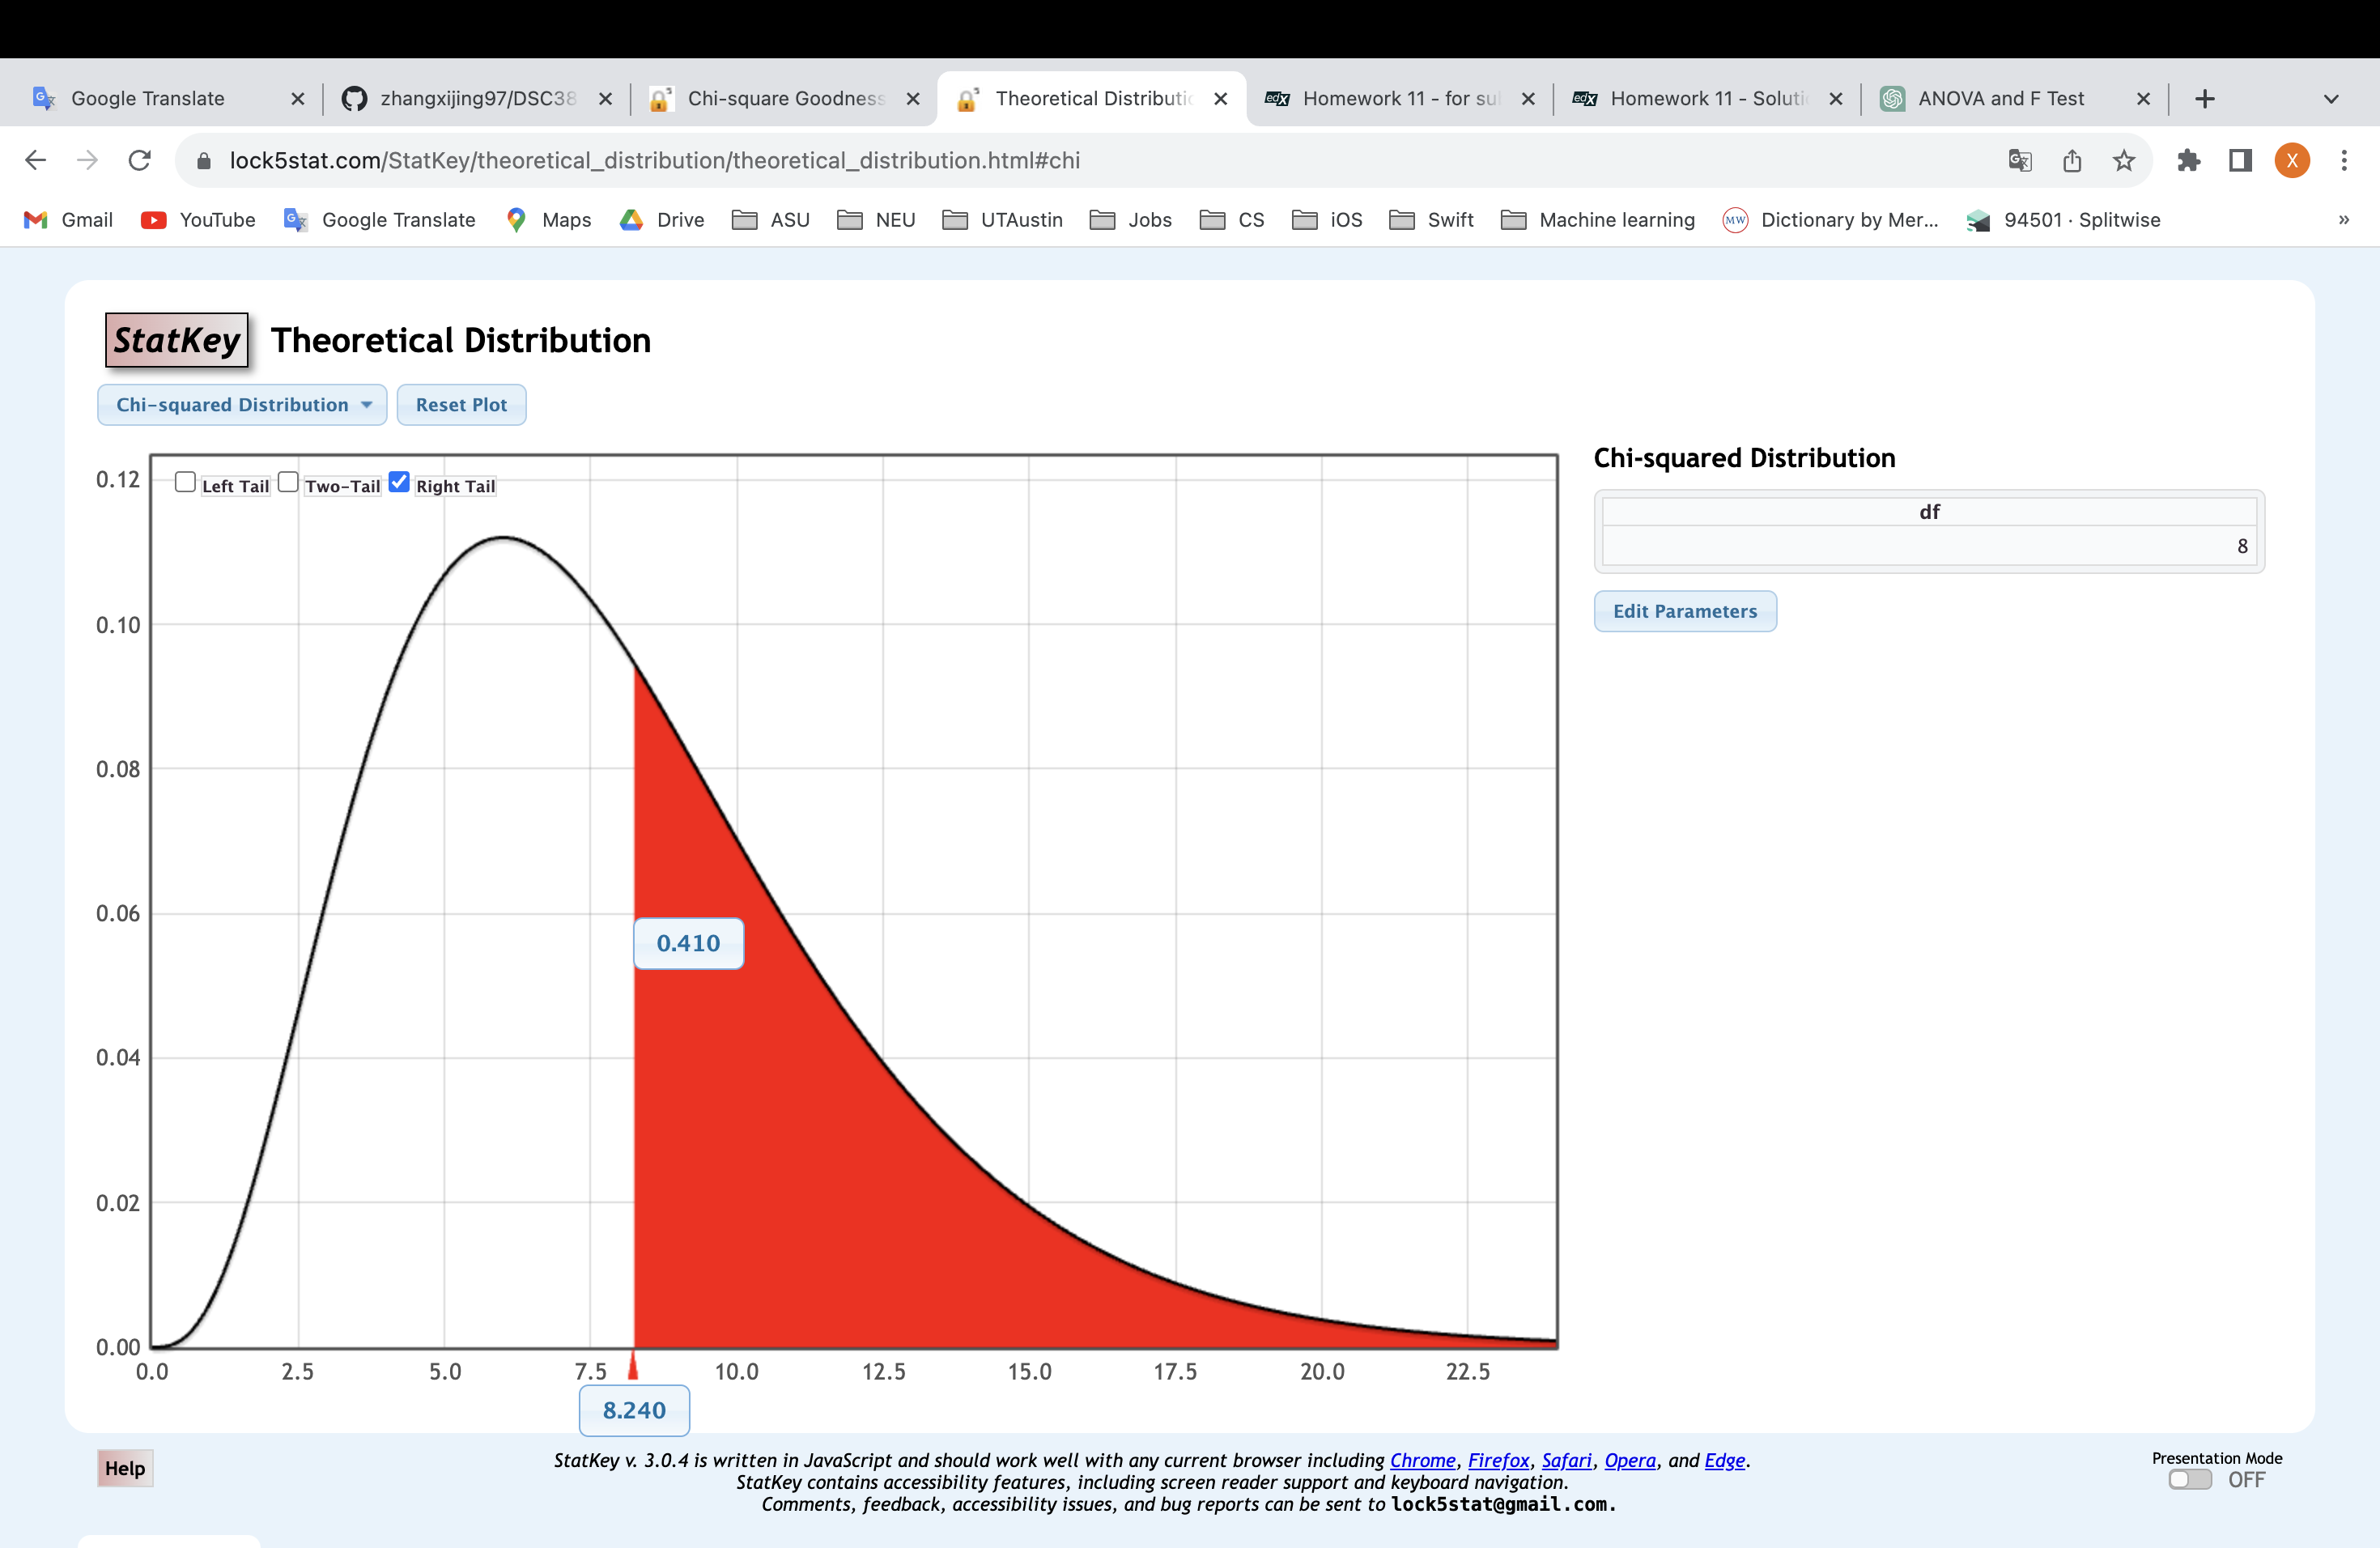 Google Translate
zhangxijing97/DSC38
Chi-square Goodness
Theoretical Distributic
Homework 11 - for su
Homework 11 - Soluti
ANOVA and F Test
lock5stat.com/StatKey/theoretical_distribution/theoretical_distribution.html#chi
X
Gmail
YouTube
Google Translate
Maps
Drive
ASU
NEU
UTAustin
Jobs
CS
iOS
Swift
Machine learning
MW
Dictionary by Mer...
94501 · Splitwise
»
StatKey Theoretical Distribution
Chi-squared Distribution
Reset Plot
Left Tail Two-Tail Right Tail
0.12
0.10
0.08
0.06
0.04
0.02
0.00
0.410
0.0 2.5 5.0 7.5 10.0 12.5 15.0 17.5 20.0 22.5
8.240
Chi-squared Distribution
df
8
Edit Parameters
Help
StatKey v. 3.0.4 is written in JavaScript and should work well with any current browser including Chrome, Firefox, Safari, Opera, and Edge.
StatKey contains accessibility features, including screen reader support and keyboard navigation.
Comments, feedback, accessibility issues, and bug reports can be sent to lock5stat@gmail.com.
Presentation Mode
OFF